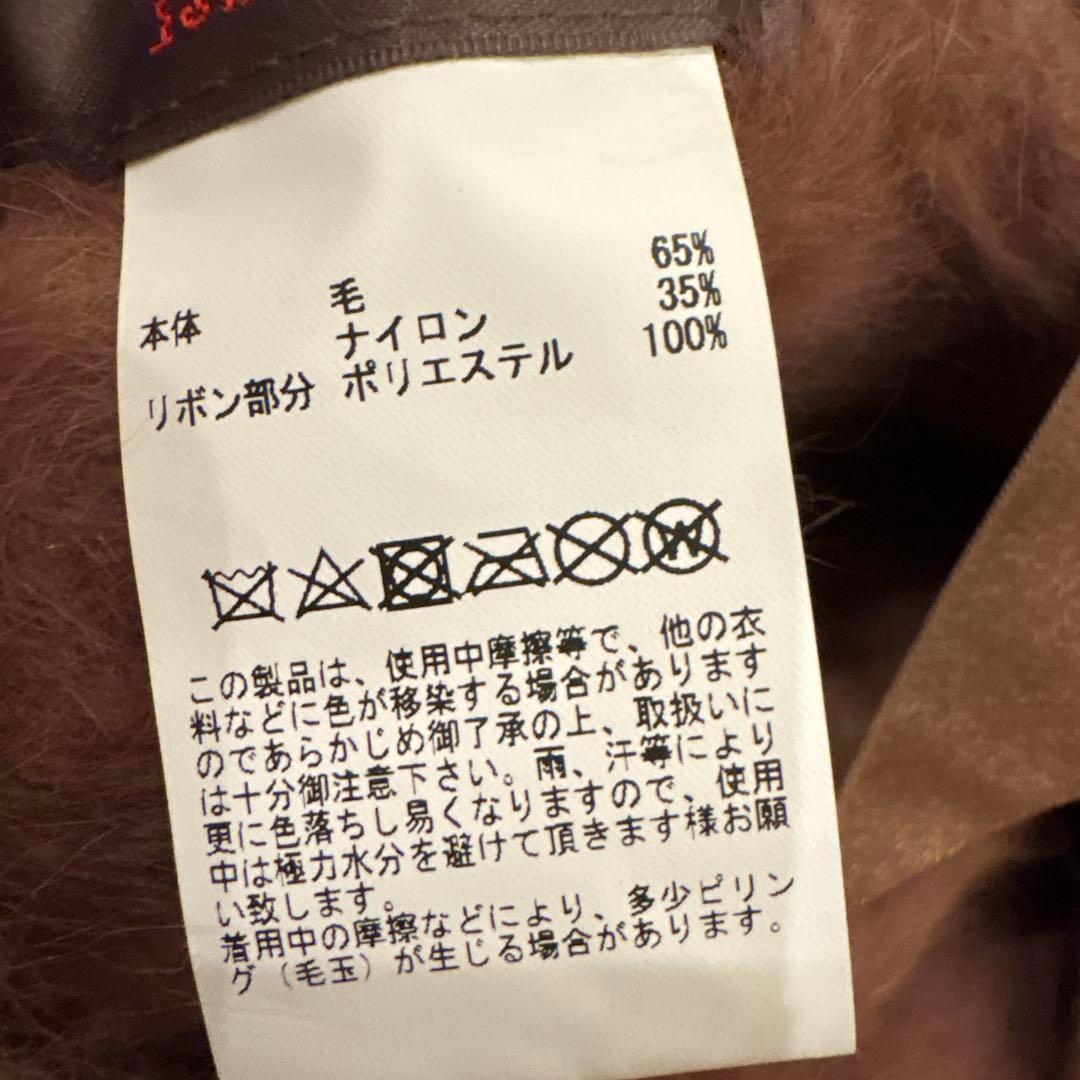 65%
本体 毛 35%
ナイロン 100%
リボン部分 ポリエステル
W
この製品は、使用中摩擦等で、他の衣
料などに色が移染する場合があります
のであらかじめ御了承の上、取扱いに
は十分御注意下さい。雨、汗等により
更に色落ちし易くなりますので、使用
中は極力水分を避けて頂きます様お願
い致します。
着用中の摩擦などにより、多少ピリン
グ（毛玉）が生じる場合があります。